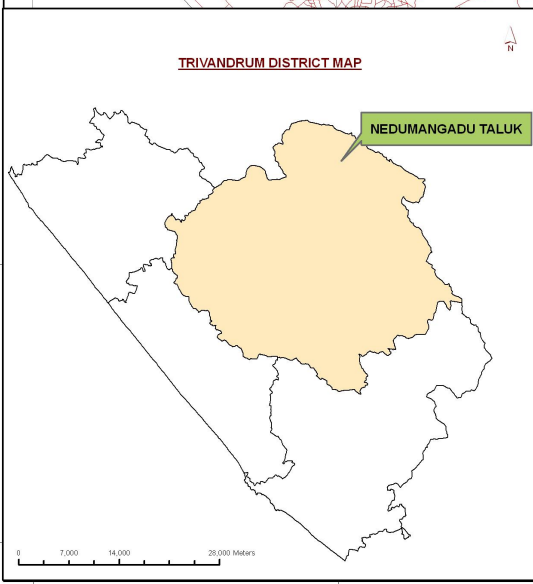 TRIVANDRUM DISTRICT MAP
N
NEDUMANGADU TALUK
0 7,000 14,000 28,000 Meters